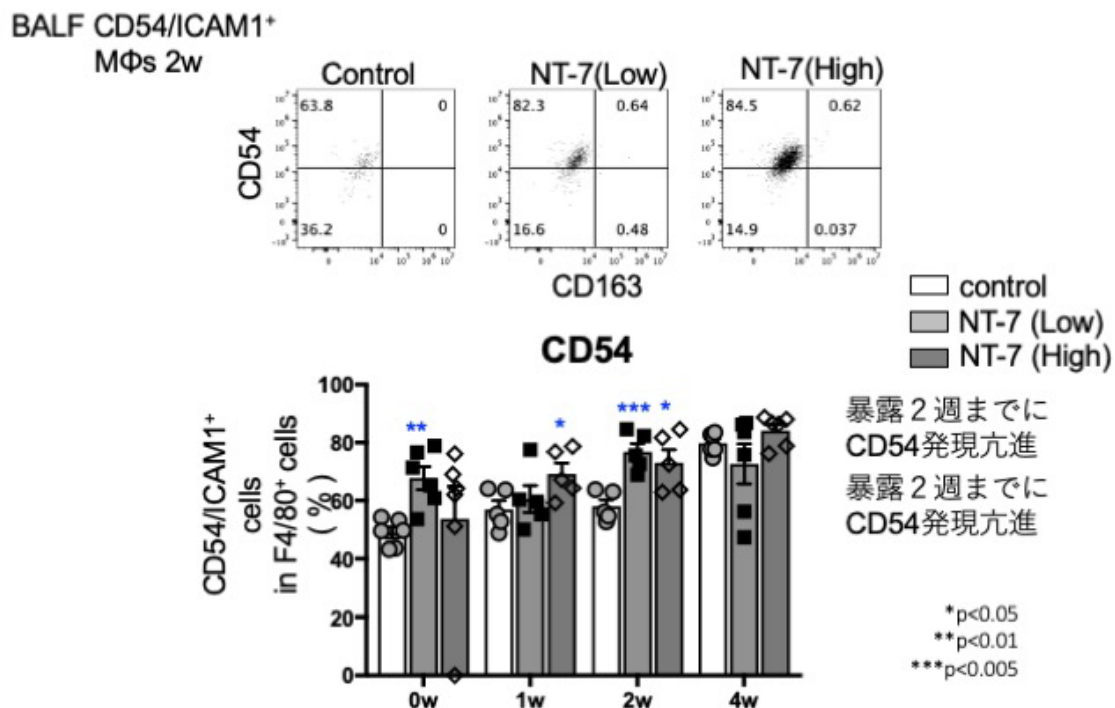 BALF CD54/ICAM1⁺
MΦs 2w
Control
NT-7(Low)
NT-7(High)
63.8
0
82.3
0.64
84.5
0.62
36.2
0
16.6
0.48
14.9
0.037
CD54
CD163
control
NT-7 (Low)
NT-7 (High)
CD54
CD54/ICAM1⁺
cells
in F4/80⁺ cells
(%)
100
80
60
40
20
0
**
*
***
*
0w
1w
2w
4w
暴露２週までに
CD54発現亢進
暴露２週までに
CD54発現亢進
*p<0.05
**p<0.01
***p<0.005